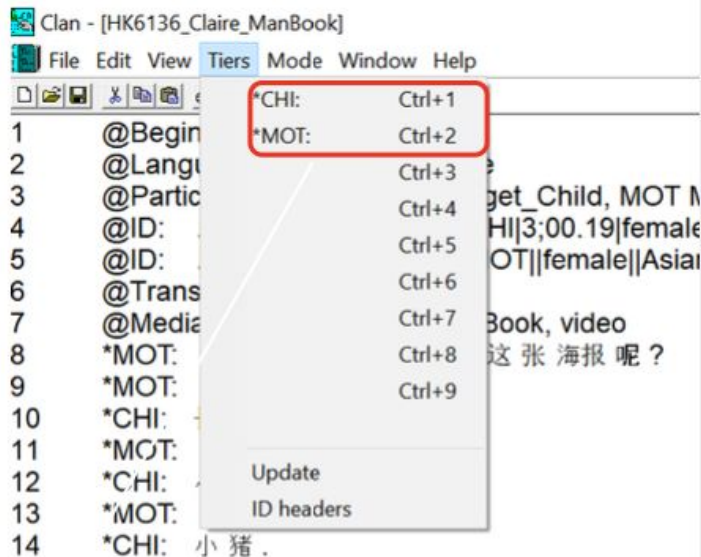 Clan - [HK6136_Claire_ManBook]
File Edit View Tiers Mode Window Help
*CHI: Ctrl+1
*MOT: Ctrl+2
Ctrl+3
Ctrl+4
Ctrl+5
Ctrl+6
Ctrl+7
Ctrl+8
Ctrl+9
Update
ID headers
1 @Begin
2 @Langu
3 @Partic get_Child, MOT M
4 @ID: HI|3;00.19|female
5 @ID: OT||female||Asian
6 @Trans
7 @Media Book, video
8 *MOT: 这 张 海报 呢 ?
9 *MOT:
10 *CHI:
11 *MOT:
12 *CHI:
13 *MOT:
14 *CHI: 小 猪 .